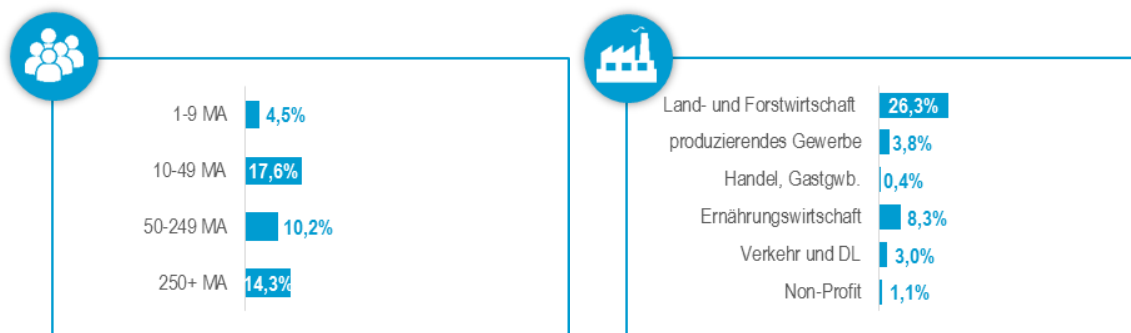 1-9 MA 4,5%
10-49 MA 17,6%
50-249 MA 10,2%
250+ MA 14,3%
Land- und Forstwirtschaft 26,3%
produzierendes Gewerbe 3,8%
Handel, Gastgwb. 0,4%
Ernährungswirtschaft 8,3%
Verkehr und DL 3,0%
Non-Profit 1,1%